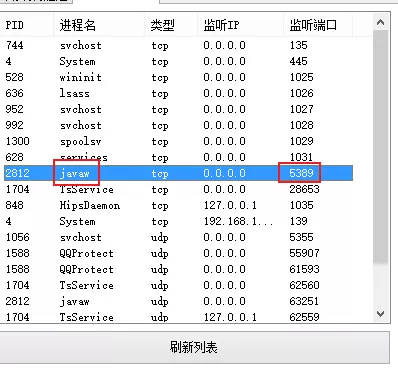 PID 进程名 类型 监听IP 监听端口
744 svchost tcp 0.0.0.0 135
4 System tcp 0.0.0.0 445
528 wininit tcp 0.0.0.0 1025
636 lsass tcp 0.0.0.0 1026
952 svchost tcp 0.0.0.0 1027
992 svchost tcp 0.0.0.0 1028
1300 spoolsv tcp 0.0.0.0 1029
628 services tcp 0.0.0.0 1031
2812 javaw tcp 0.0.0.0 5389
1704 TsService tcp 0.0.0.0 28653
848 HipsDaemon tcp 127.0.0.1 1035
4 System tcp 192.168.1... 139
1056 svchost udp 0.0.0.0 5355
1588 QQProtect udp 0.0.0.0 55907
1588 QQProtect udp 0.0.0.0 61593
1704 TsService udp 0.0.0.0 62560
2812 javaw udp 0.0.0.0 63251
1704 TsService udp 127.0.0.1 62559
刷新列表